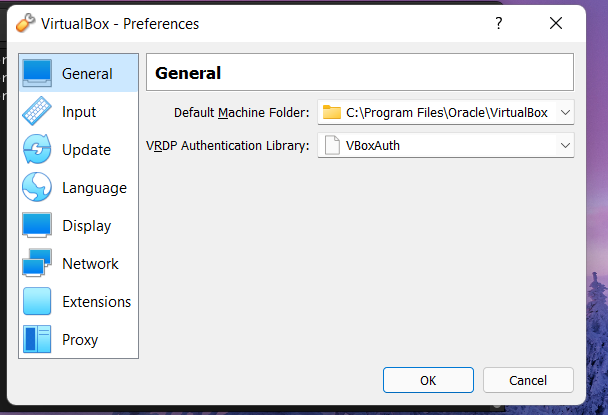 VirtualBox - Preferences
?
General
Input
Update
Language
Display
Network
Extensions
Proxy
General
Default Machine Folder: C:\Program Files\Oracle\VirtualBox
VRDP Authentication Library: VBoxAuth
OK
Cancel